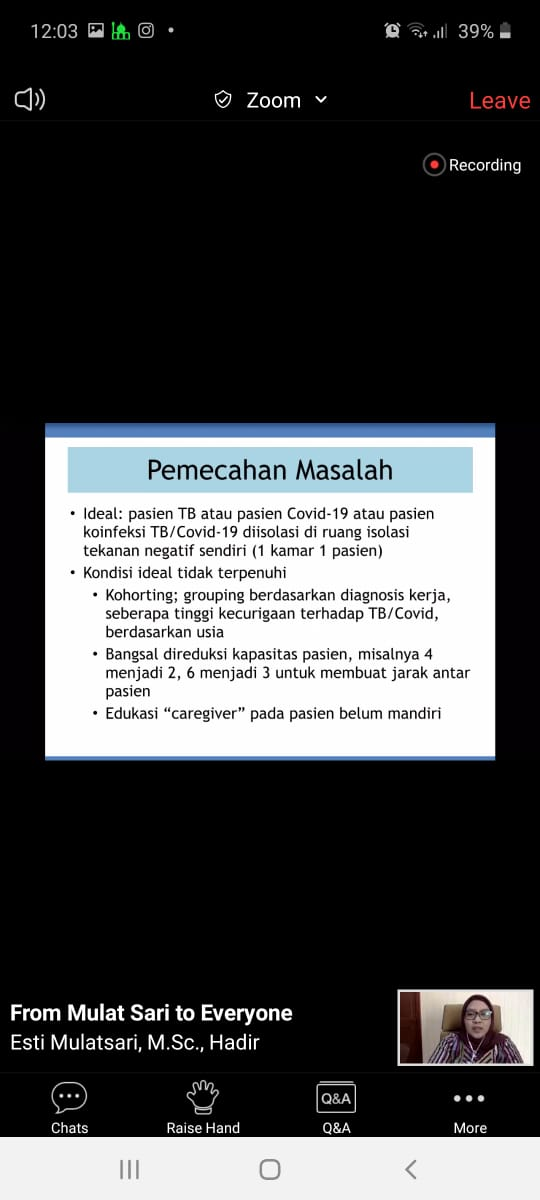 12:03
39%
Zoom
Leave
Recording
Pemecahan Masalah
• Ideal: pasien TB atau pasien Covid-19 atau pasien
koinfeksi TB/Covid-19 diisolasi di ruang isolasi
tekanan negatif sendiri (1 kamar 1 pasien)
• Kondisi ideal tidak terpenuhi
• Kohorting; grouping berdasarkan diagnosis kerja,
seberapa tinggi kecurigaan terhadap TB/Covid,
berdasarkan usia
• Bangsal direduksi kapasitas pasien, misalnya 4
menjadi 2, 6 menjadi 3 untuk membuat jarak antar
pasien
• Edukasi “caregiver” pada pasien belum mandiri
From Mulat Sari to Everyone
Esti Mulatsari, M.Sc., Hadir
Q&A
Chats
Raise Hand
Q&A
More